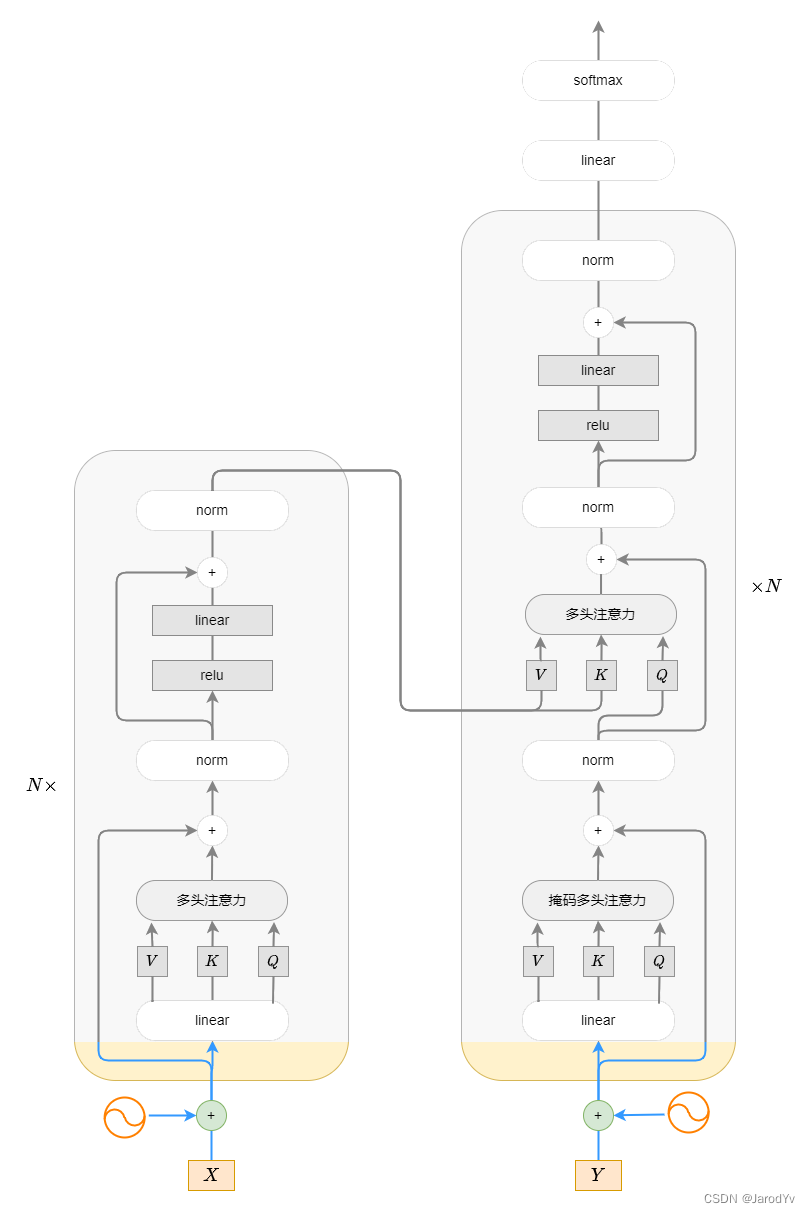 softmax
linear
norm
+
linear
relu
norm
+
多头注意力
V K Q
norm
+
掩码多头注意力
V K Q
linear
×N
+
Y
norm
+
linear
relu
norm
N×
+
多头注意力
V K Q
linear
+
X
CSDN @JarodYv